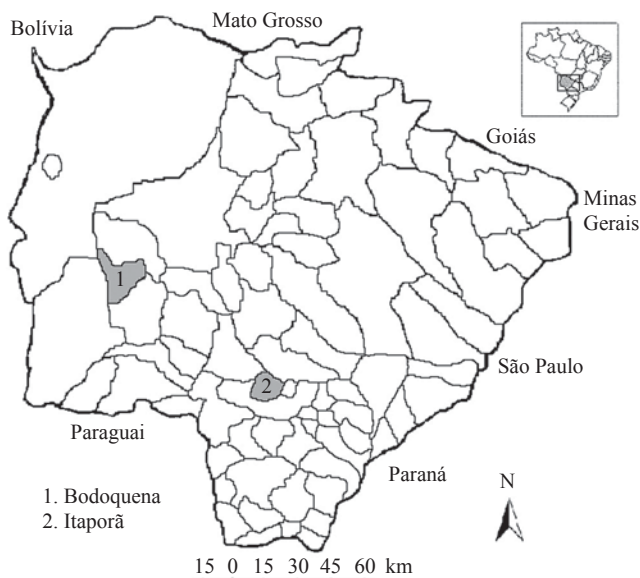 Bolívia
Mato Grosso
Goiás
Minas
Gerais
1
2
São Paulo
Paraguai
Paraná
1. Bodoquena
2. Itaporã
N
15 0 15 30 45 60 km